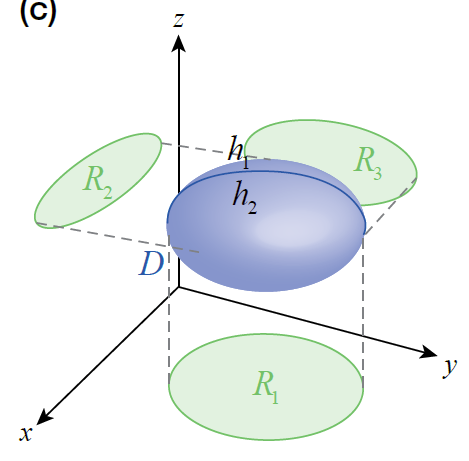 (c)
z
h₁
R₃
R₂
h₂
D
y
R₁
x